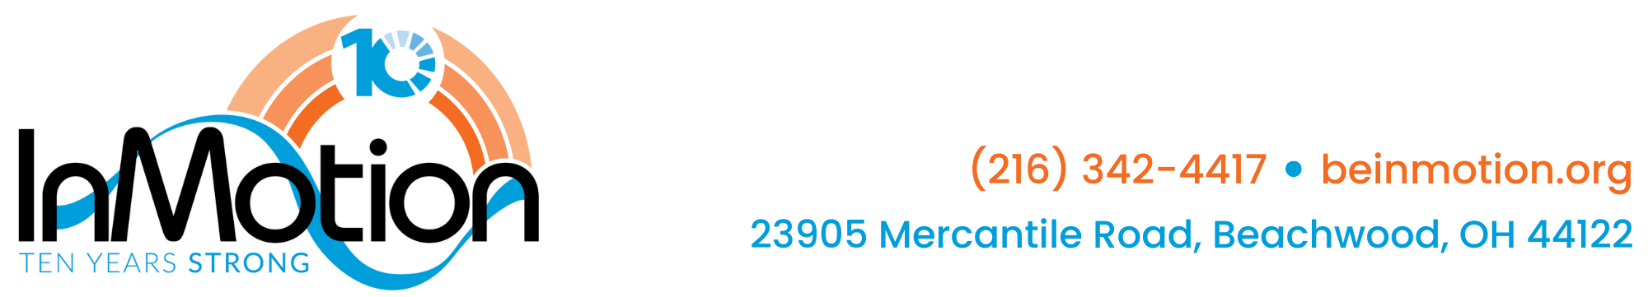 10
InMotion
TEN YEARS STRONG
(216) 342-4417 • beinmotion.org
23905 Mercantile Road, Beachwood, OH 44122